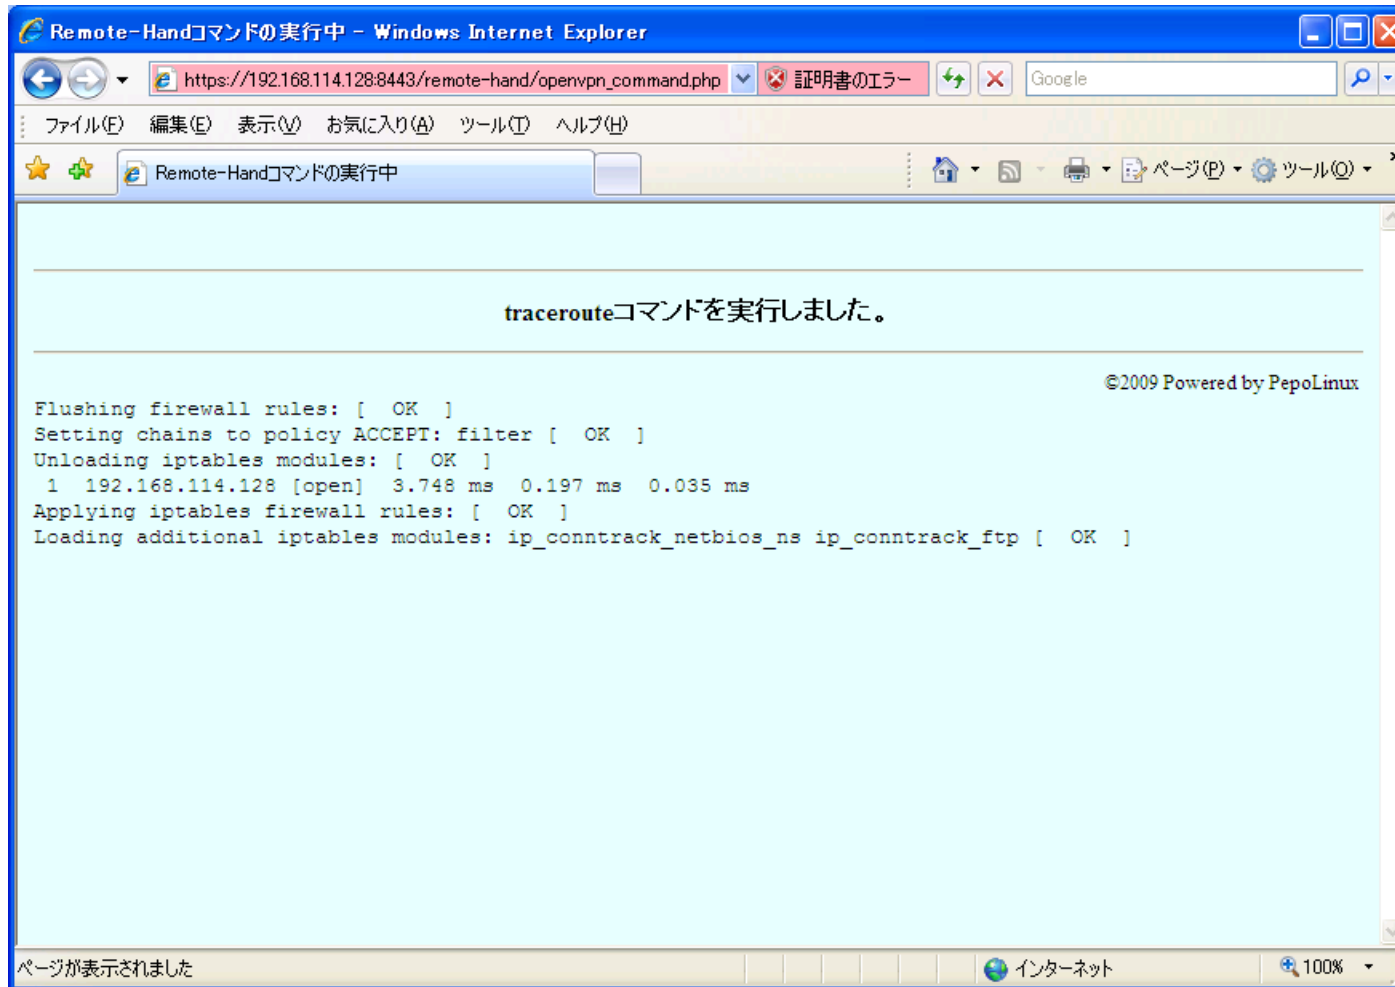 Remote-Handコマンドの実行中 - Windows Internet Explorer
https://192.168.114.128:8443/remote-hand/openvpn_command.php 証明書のエラー Google
ファイル(F) 編集(E) 表示(V) お気に入り(A) ツール(T) ヘルプ(H)
Remote-Handコマンドの実行中 ページ(P) ツール(O)
tracerouteコマンドを実行しました。
©2009 Powered by PepoLinux
Flushing firewall rules: [  OK  ]
Setting chains to policy ACCEPT: filter [  OK  ]
Unloading iptables modules: [  OK  ]
 1  192.168.114.128 [open]  3.748 ms  0.197 ms  0.035 ms
Applying iptables firewall rules: [  OK  ]
Loading additional iptables modules: ip_conntrack_netbios_ns ip_conntrack_ftp [  OK  ]
ページが表示されました インターネット 100%